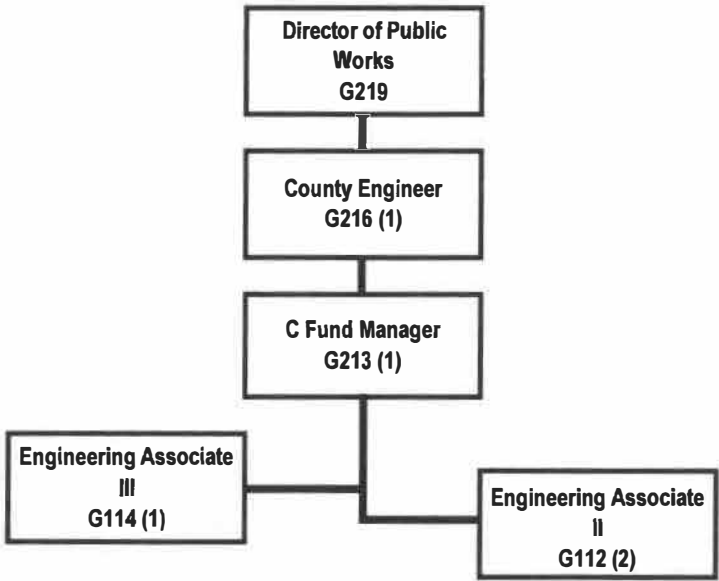 Director of Public
Works
G219
County Engineer
G216 (1)
C Fund Manager
G213 (1)
Engineering Associate
III
G114 (1)
Engineering Associate
II
G112 (2)